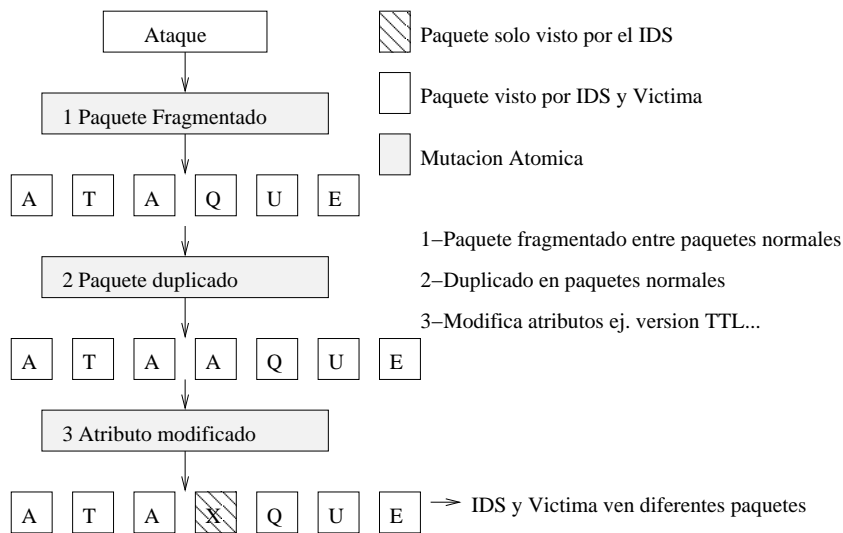 Ataque
Paquete solo visto por el IDS
1 Paquete Fragmentado
Paquete visto por IDS y Victima
Mutacion Atomica
A T A Q U E
1–Paquete fragmentado entre paquetes normales
2 Paquete duplicado
2–Duplicado en paquetes normales
3–Modifica atributos ej. version TTL...
A T A A Q U E
3 Atributo modificado
A T A X Q U E
IDS y Victima ven diferentes paquetes